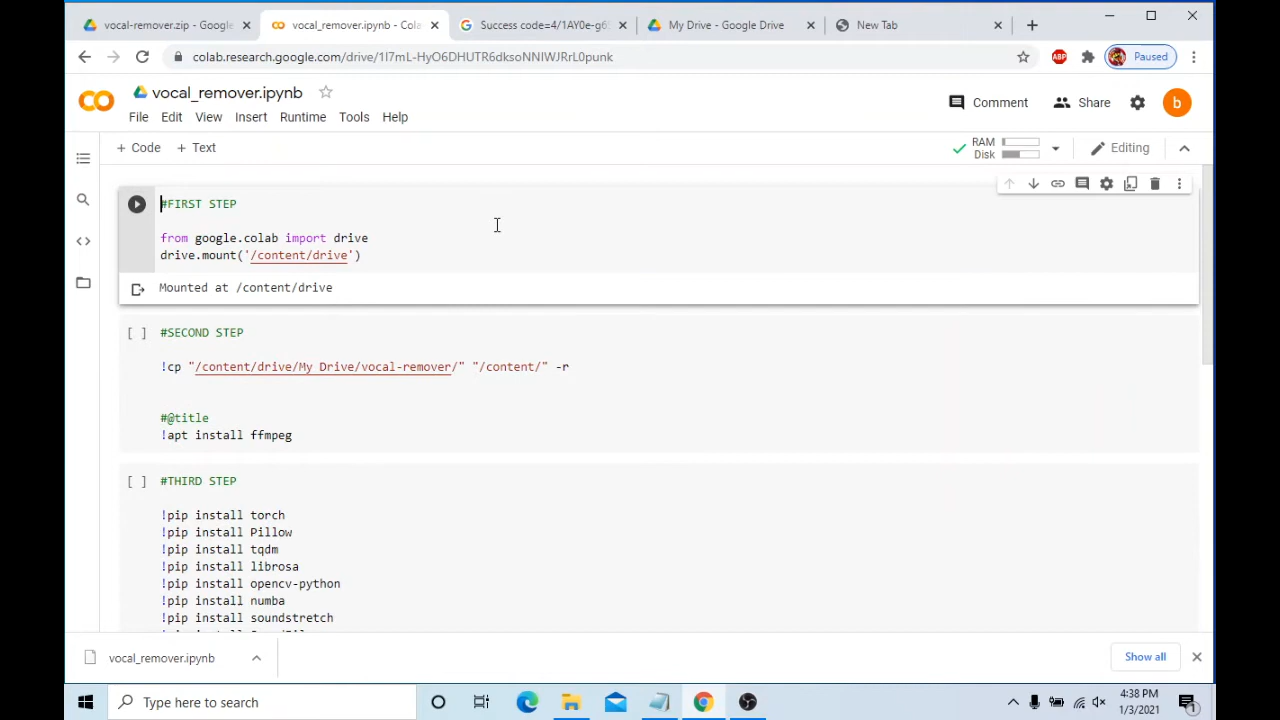 vocal-remover.zip - Google
vocal_remover.ipynb - Cola
Success code=4/1AY0e-g6
My Drive - Google Drive
New Tab
colab.research.google.com/drive/1l7mL-HyO6DHUTR6dksoNNIWJRrL0punk
ABP
Paused
vocal_remover.ipynb
Comment
Share
b
File Edit View Insert Runtime Tools Help
+ Code + Text
RAM
Disk
Editing
#FIRST STEP
from google.colab import drive
drive.mount('/content/drive')
Mounted at /content/drive
[ ] #SECOND STEP
!cp "/content/drive/My Drive/vocal-remover/" "/content/" -r
#@title
!apt install ffmpeg
[ ] #THIRD STEP
!pip install torch
!pip install Pillow
!pip install tqdm
!pip install librosa
!pip install opencv-python
!pip install numba
!pip install soundstretch
vocal_remover.ipynb
Show all
Type here to search
4:38 PM
1/3/2021
1